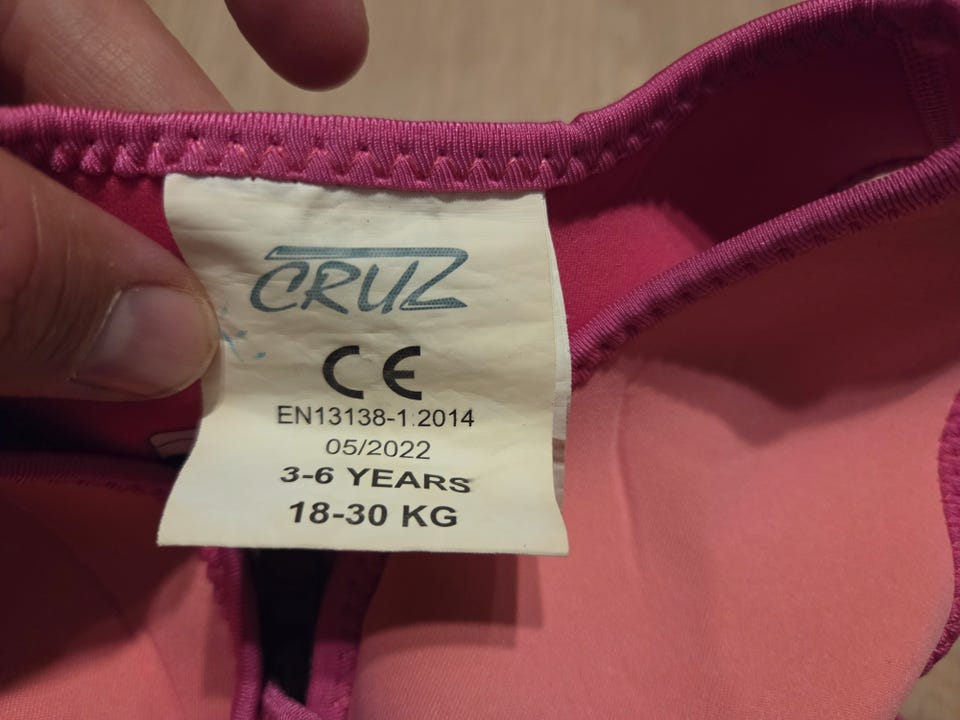 CRUZ
CE
EN13138-1:2014
05/2022
3-6 YEARS
18-30 KG